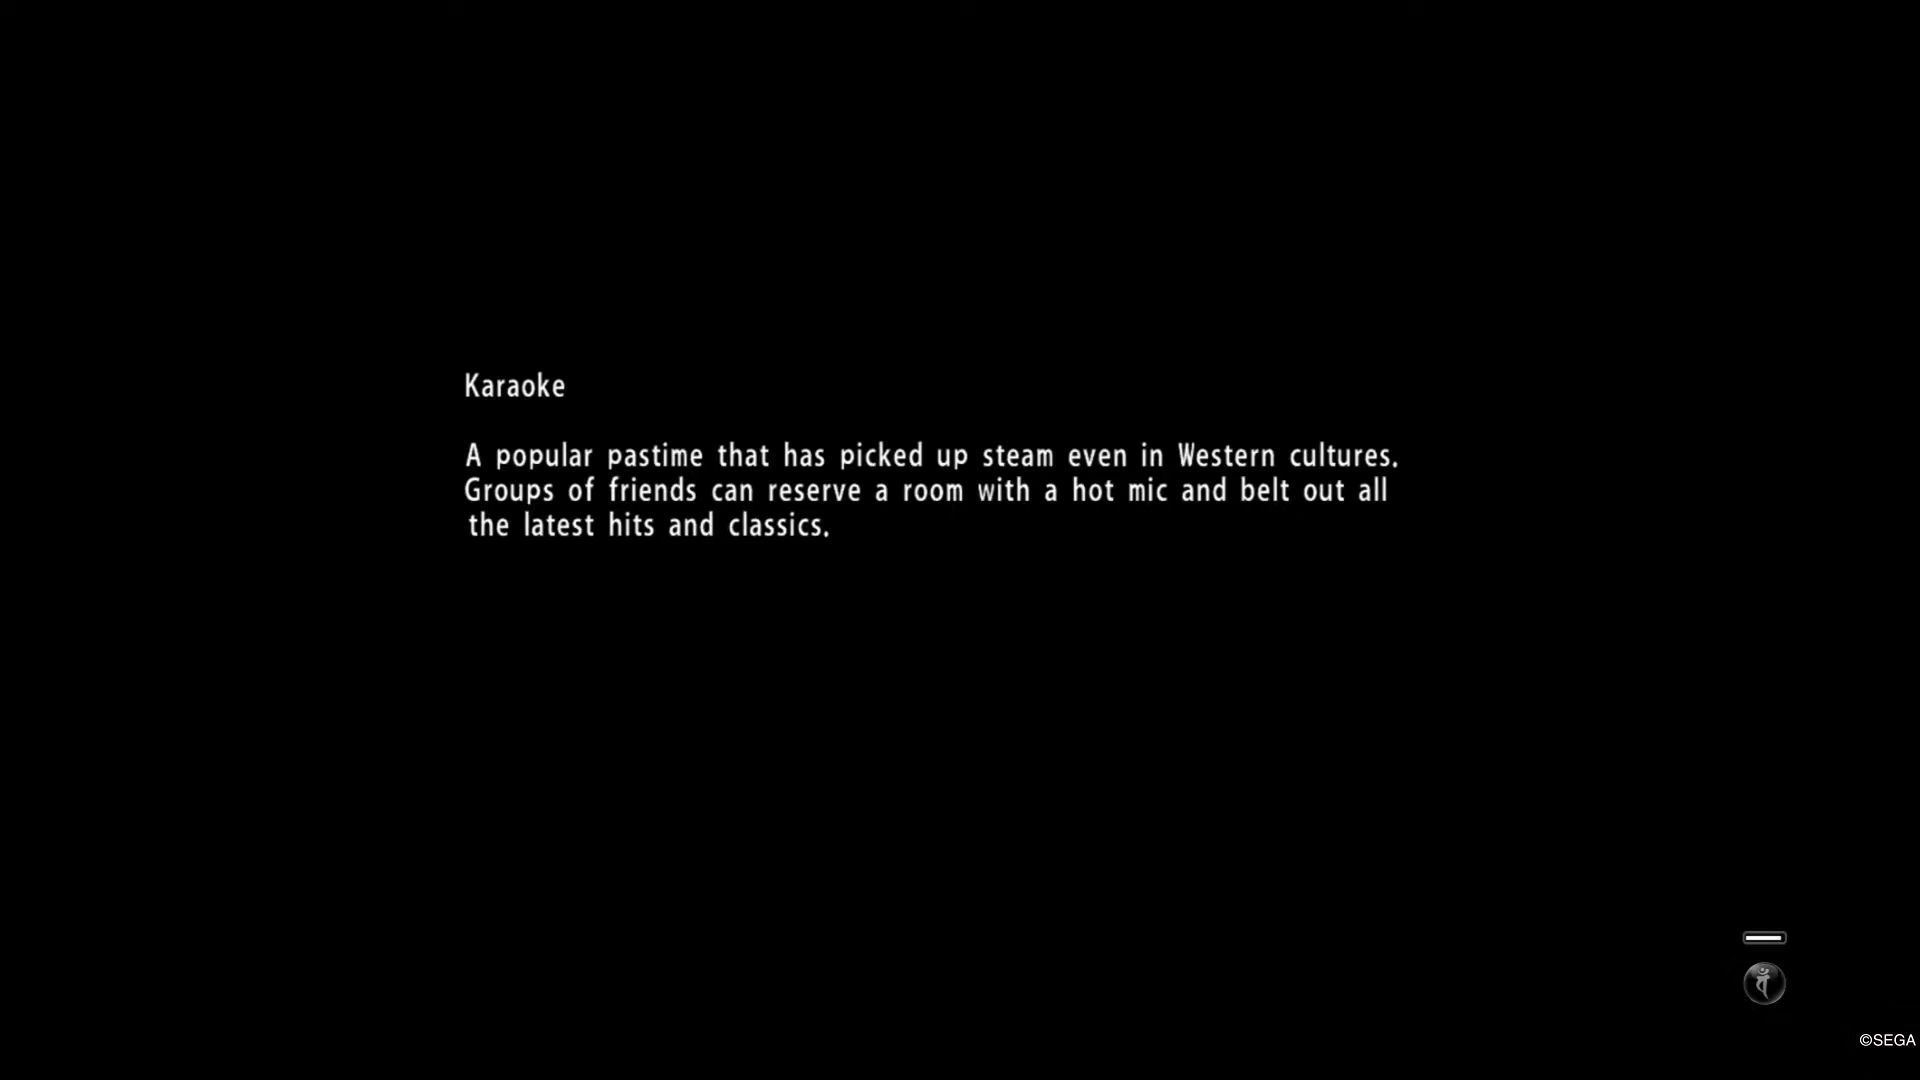 Karaoke
A popular pastime that has picked up steam even in Western cultures.
Groups of friends can reserve a room with a hot mic and belt out all
the latest hits and classics.
©SEGA